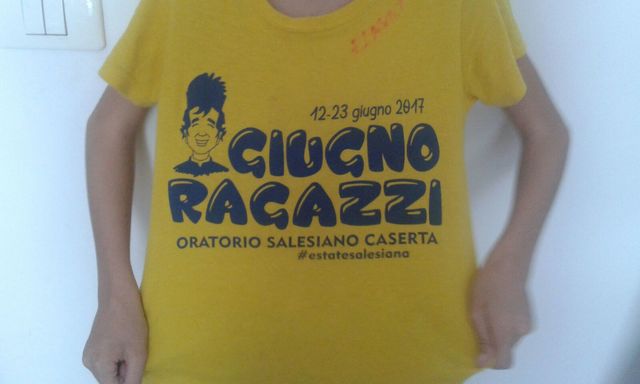 12-23 giugno 2017
GIUGNO
RAGAZZI
ORATORIO SALESIANO CASERTA
#estatesalesiana